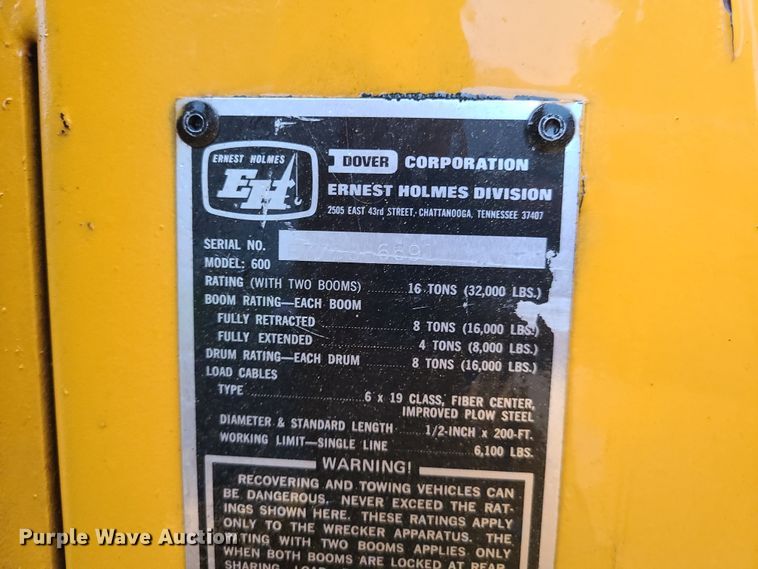 ERNEST HOLMES
EH
DOVER CORPORATION
ERNEST HOLMES DIVISION
2505 EAST 43rd STREET, CHATTANOOGA, TENNESSEE 37407
SERIAL NO.
MODEL: 600
RATING (WITH TWO BOOMS) 16 TONS (32,000 LBS.)
BOOM RATING—EACH BOOM
FULLY RETRACTED 8 TONS (16,000 LBS.)
FULLY EXTENDED 4 TONS (8,000 LBS.)
DRUM RATING—EACH DRUM 8 TONS (16,000 LBS.)
LOAD CABLES
TYPE 6 x 19 CLASS, FIBER CENTER,
IMPROVED PLOW STEEL
DIAMETER & STANDARD LENGTH 1/2-INCH x 200-FT.
WORKING LIMIT—SINGLE LINE 6,100 LBS.
WARNING!
RECOVERING AND TOWING VEHICLES CAN
BE DANGEROUS. NEVER EXCEED THE RAT-
INGS SHOWN HERE. THESE RATINGS APPLY
ONLY TO THE WRECKER APPARATUS. THE
RATING WITH TWO BOOMS APPLIES ONLY
WHEN BOTH BOOMS ARE LOCKED AT REAR
SHARING LOAD
Purple Wave Auction